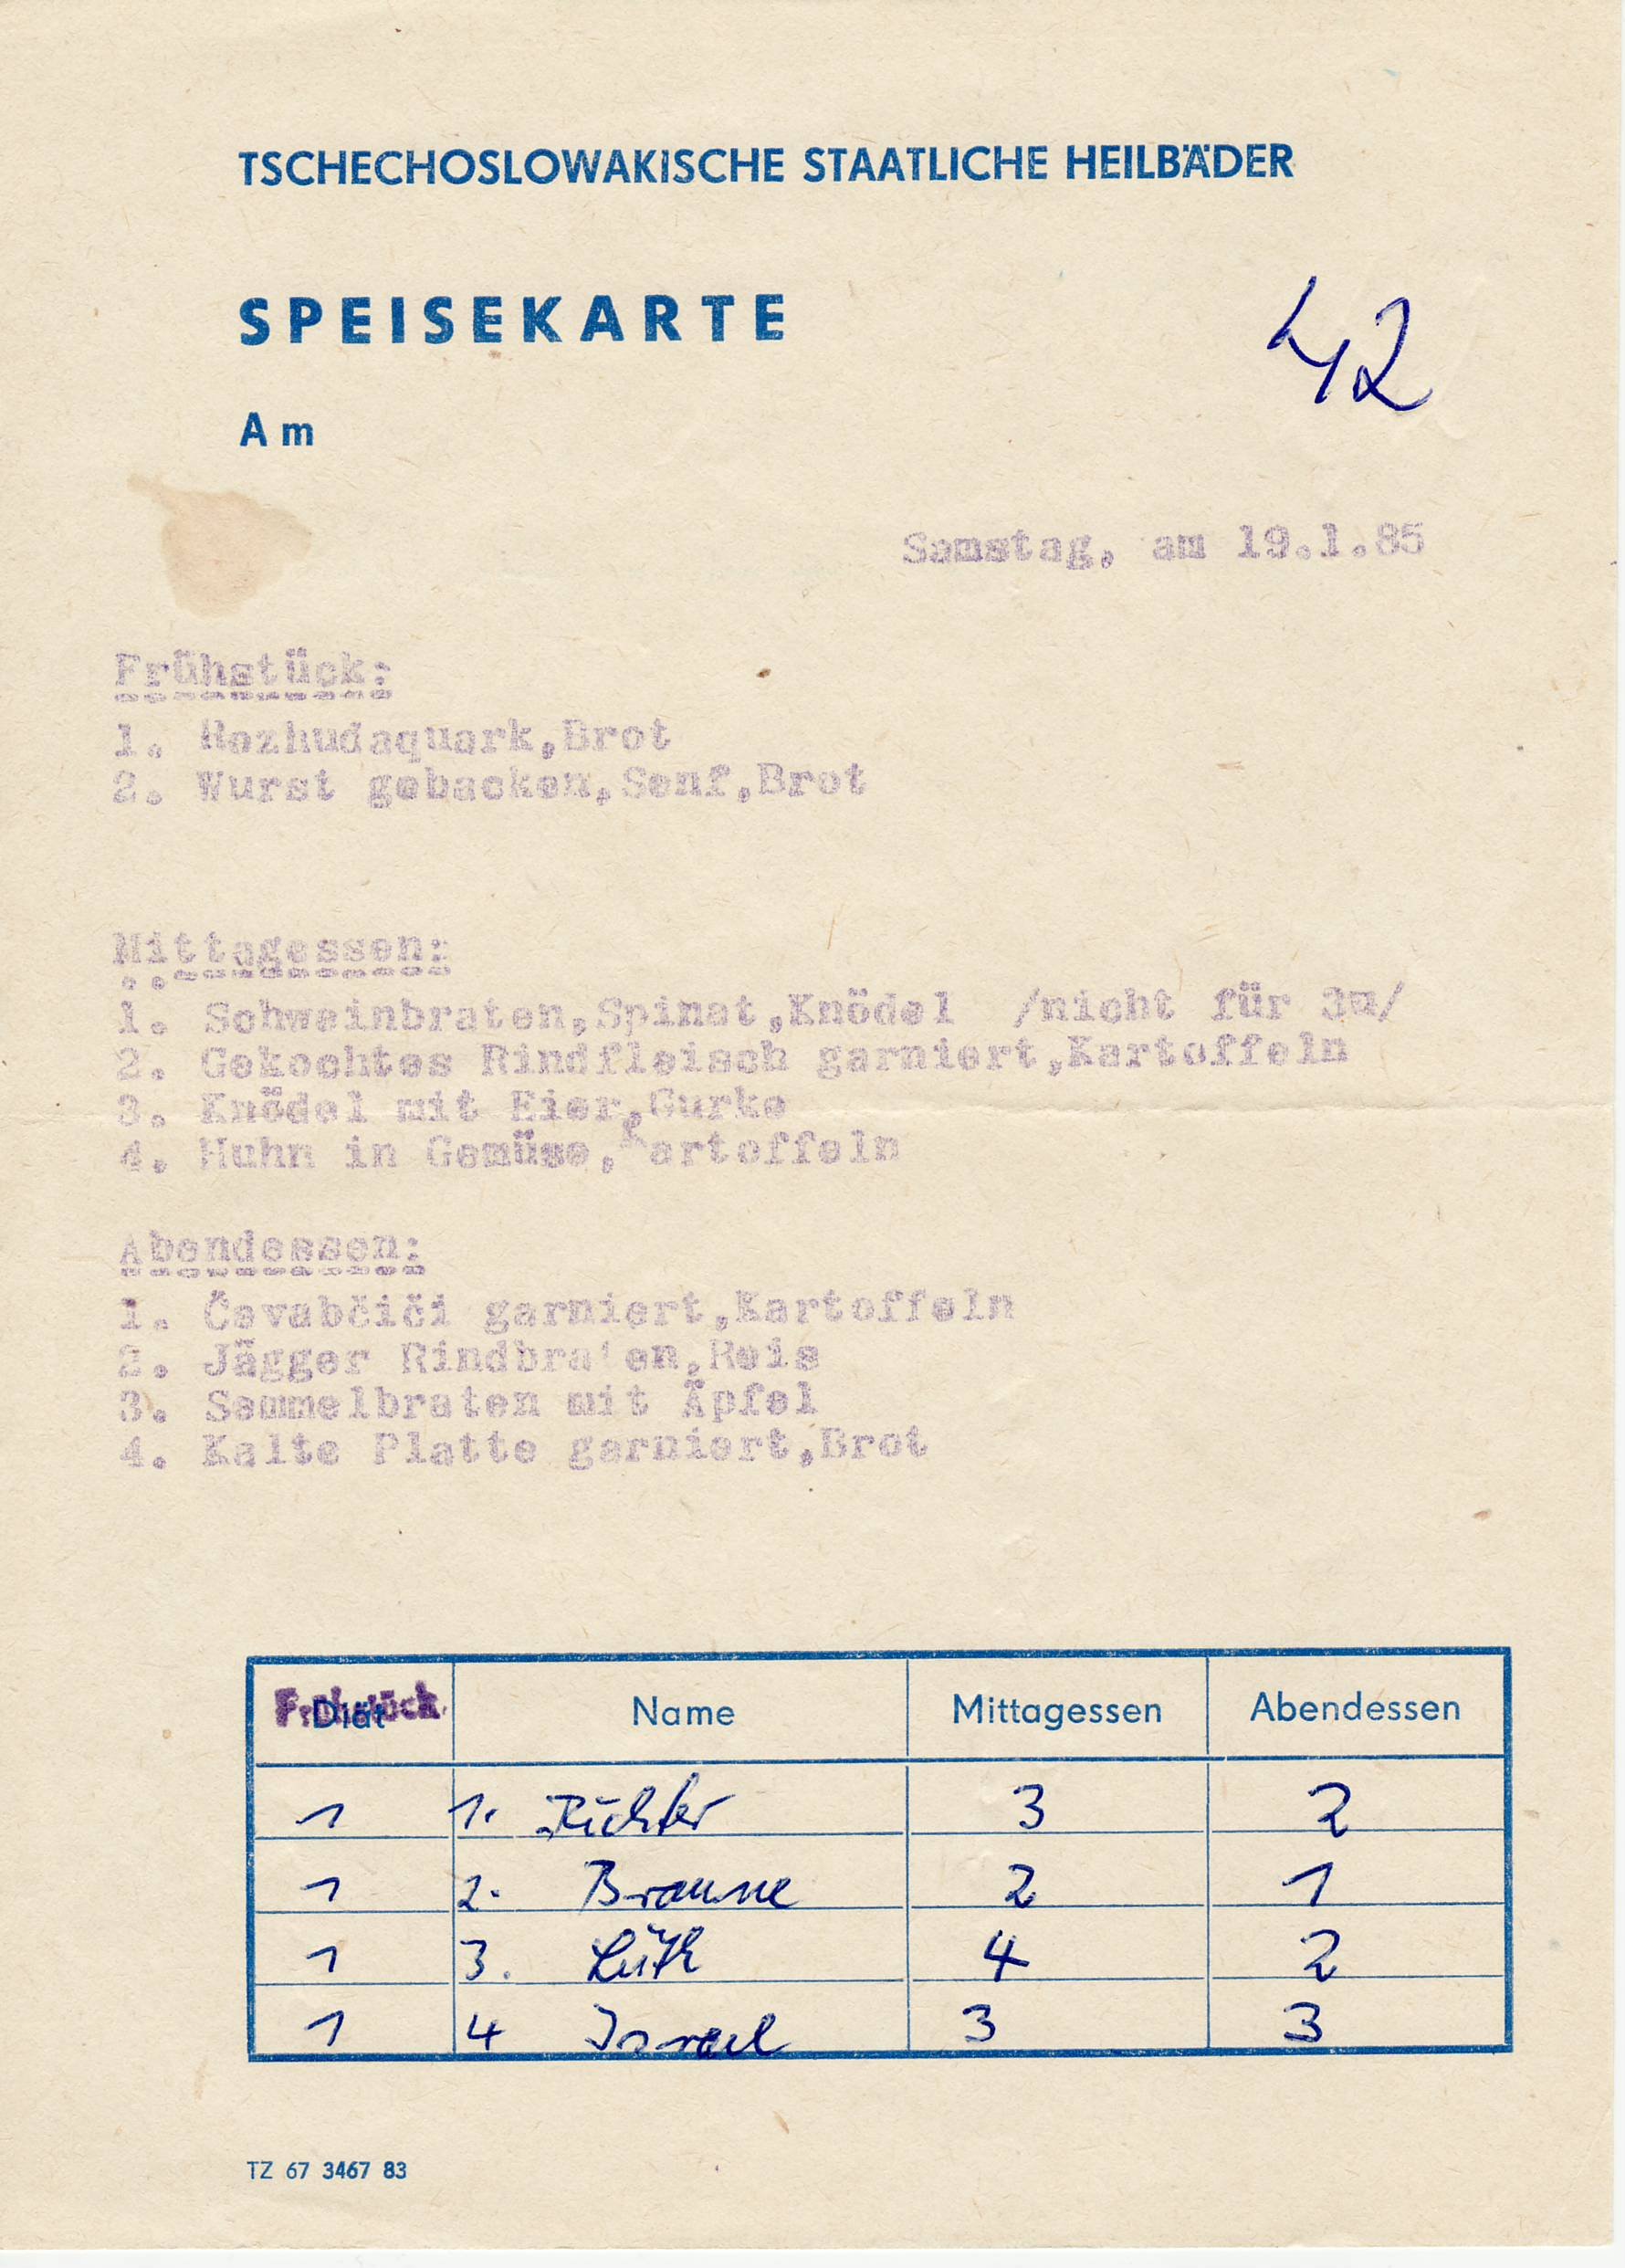 TSCHECHOSLOWAKISCHE STAATLICHE HEILBÄDER
SPEISEKARTE
42
Am
Samstag, am 19.1.85
Frühstück:
1. Hozhudaquark,Brot
2. Wurst gebacken,Senf,Brot
Mittagessen:
1. Schweinbraten,Spinat,Knödel /nicht für 3w/
2. Gekochtes Rindfleisch garniert,Kartoffeln
3. Knödel mit Eier,Gurke
4. Huhn in Gemüse,Kartoffeln
Abendessen:
1. Čevabčiči garniert,Kartoffeln
2. Jägger Rindbraten,Reis
3. Semmelbraten mit Äpfel
4. Kalte Platte garniert,Brot
Diät Frühstück Name Mittagessen Abendessen
1 1. Richter 3 2
1 2. Braune 2 1
1 3. Lüth 4 2
1 4 Israel 3 3
TZ 67 3467 83